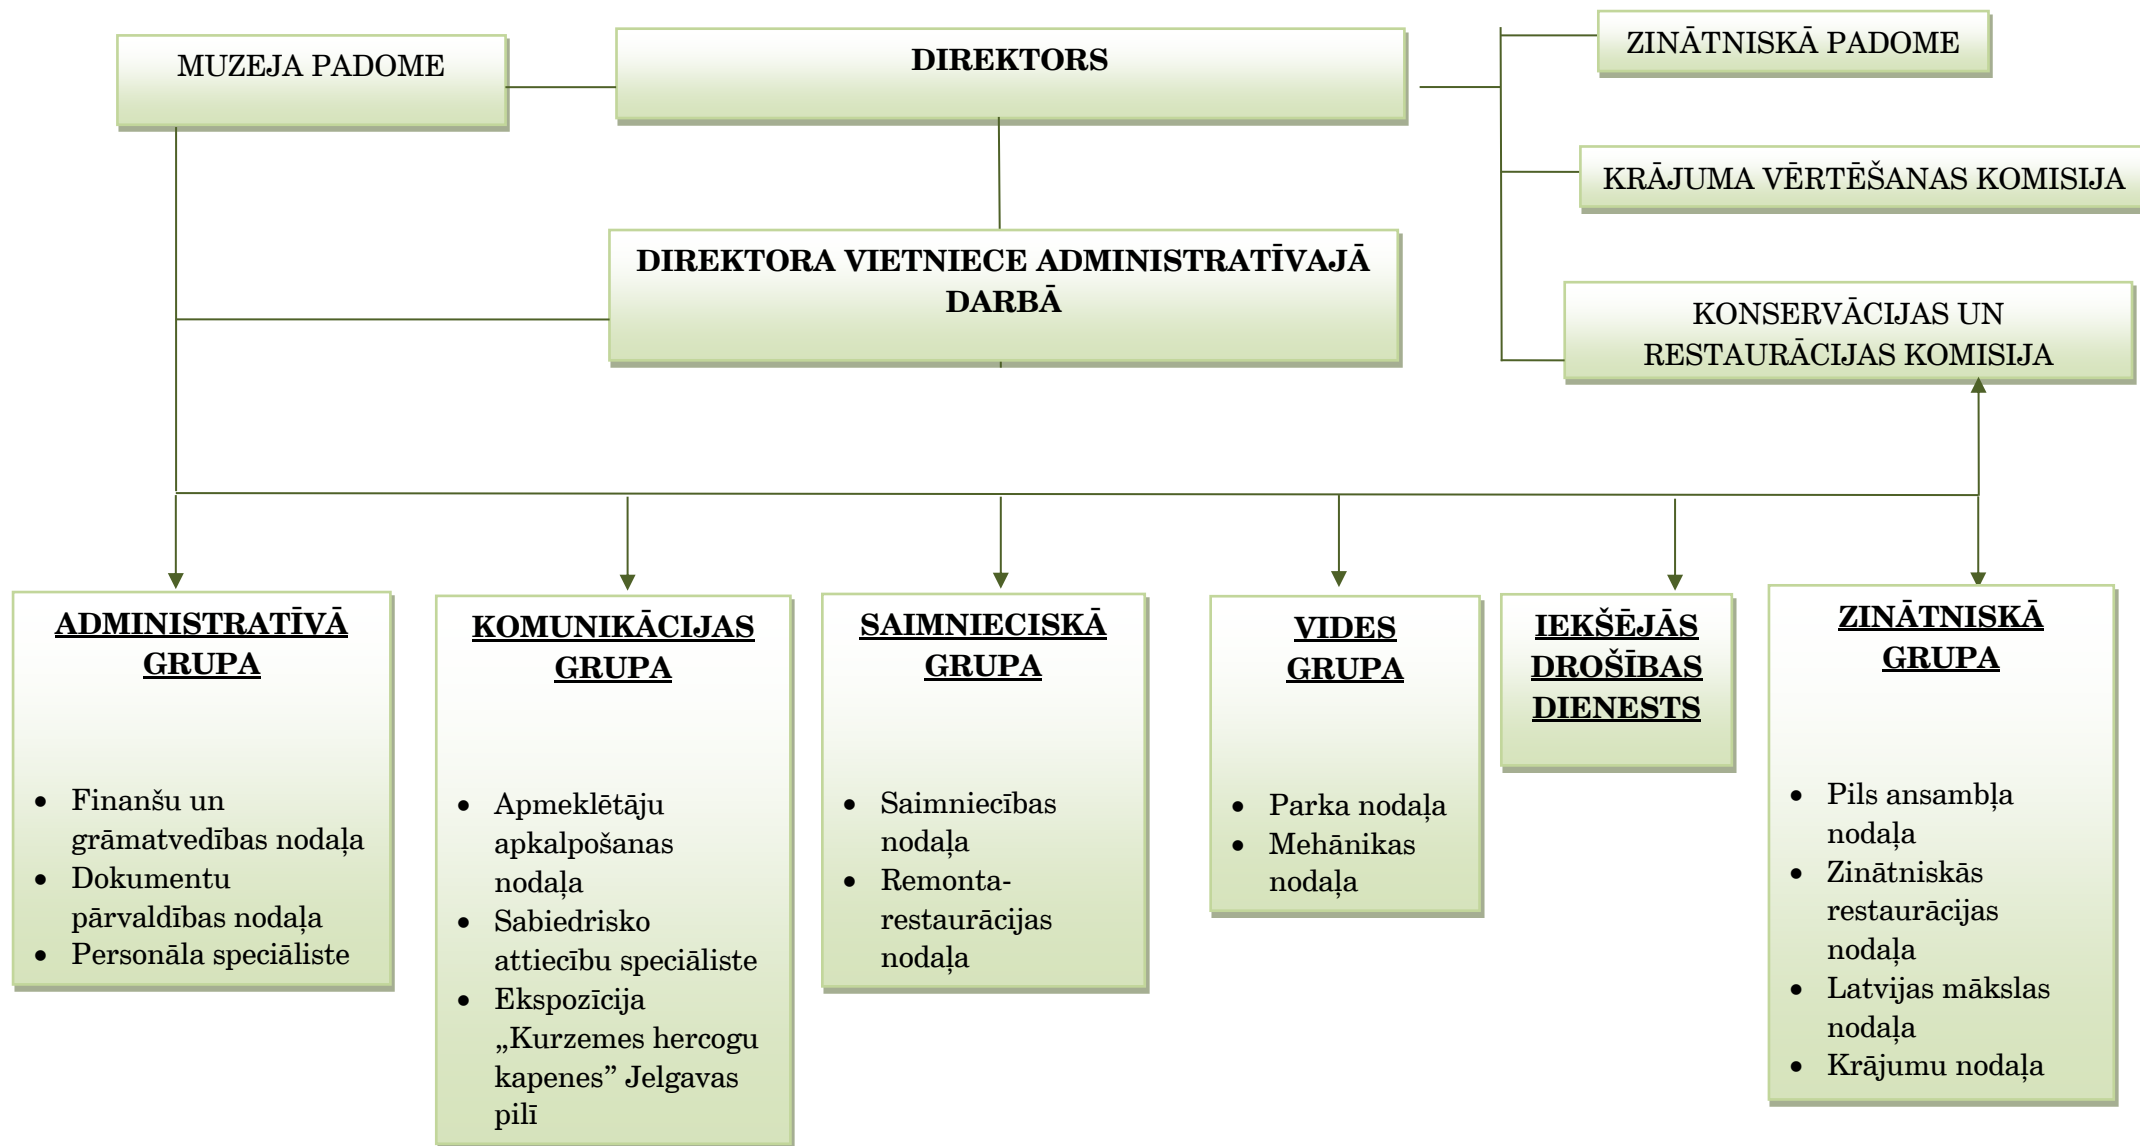 MUZEJA PADOME
DIREKTORS
ZINĀTNISKĀ PADOME
KRĀJUMA VĒRTĒŠANAS KOMISIJA
DIREKTORA VIETNIECE ADMINISTRATĪVAJĀ
DARBĀ
KONSERVĀCIJAS UN
RESTAURĀCIJAS KOMISIJA
ADMINISTRATĪVĀ
GRUPA
• Finanšu un
grāmatvedības nodaļa
• Dokumentu
pārvaldības nodaļa
• Personāla speciāliste
KOMUNIKĀCIJAS
GRUPA
• Apmeklētāju
apkalpošanas
nodaļa
• Sabiedrisko
attiecību speciāliste
• Ekspozīcija
„Kurzemes hercogu
kapenes” Jelgavas
pilī
SAIMNIECISKĀ
GRUPA
• Saimniecības
nodaļa
• Remonta-
restaurācijas
nodaļa
VIDES
GRUPA
• Parka nodaļa
• Mehānikas
nodaļa
IEKŠĒJĀS
DROŠĪBAS
DIENESTS
ZINĀTNISKĀ
GRUPA
• Pils ansambļa
nodaļa
• Zinātniskās
restaurācijas
nodaļa
• Latvijas mākslas
nodaļa
• Krājumu nodaļa